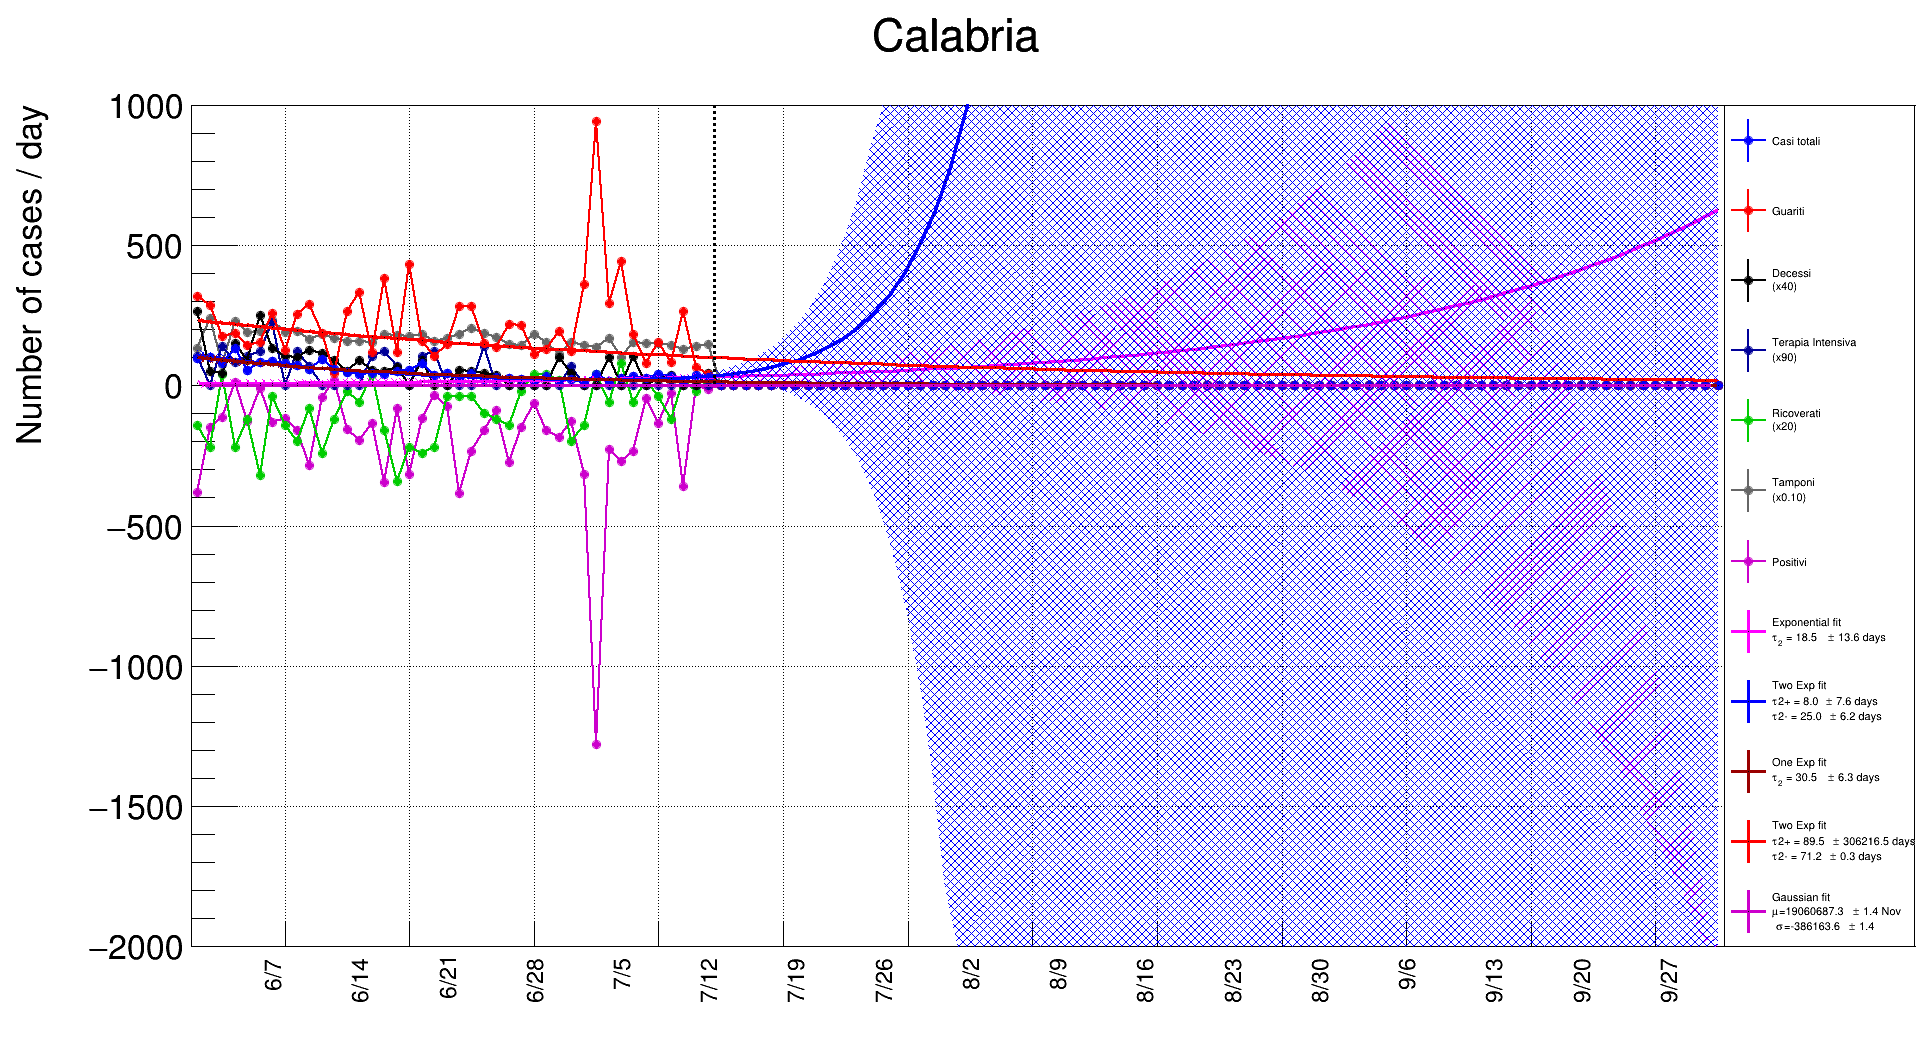 Calabria
Number of cases / day
1000
500
0
−500
−1000
−1500
−2000
6/7
6/14
6/21
6/28
7/5
7/12
7/19
7/26
8/2
8/9
8/16
8/23
8/30
9/6
9/13
9/20
9/27
Casi totali
Guariti
Decessi
(x40)
Terapia Intensiva
(x90)
Ricoverati
(x20)
Tamponi
(x0.10)
Positivi
Exponential fit
τ2 = 18.5 ± 13.6 days
Two Exp fit
τ2+ = 8.0 ± 7.6 days
τ2- = 25.0 ± 6.2 days
One Exp fit
τ2 = 30.5 ± 6.3 days
Two Exp fit
τ2+ = 89.5 ± 306216.5 days
τ2- = 71.2 ± 0.3 days
Gaussian fit
μ=19060687.3 ± 1.4 Nov
σ=-386163.6 ± 1.4